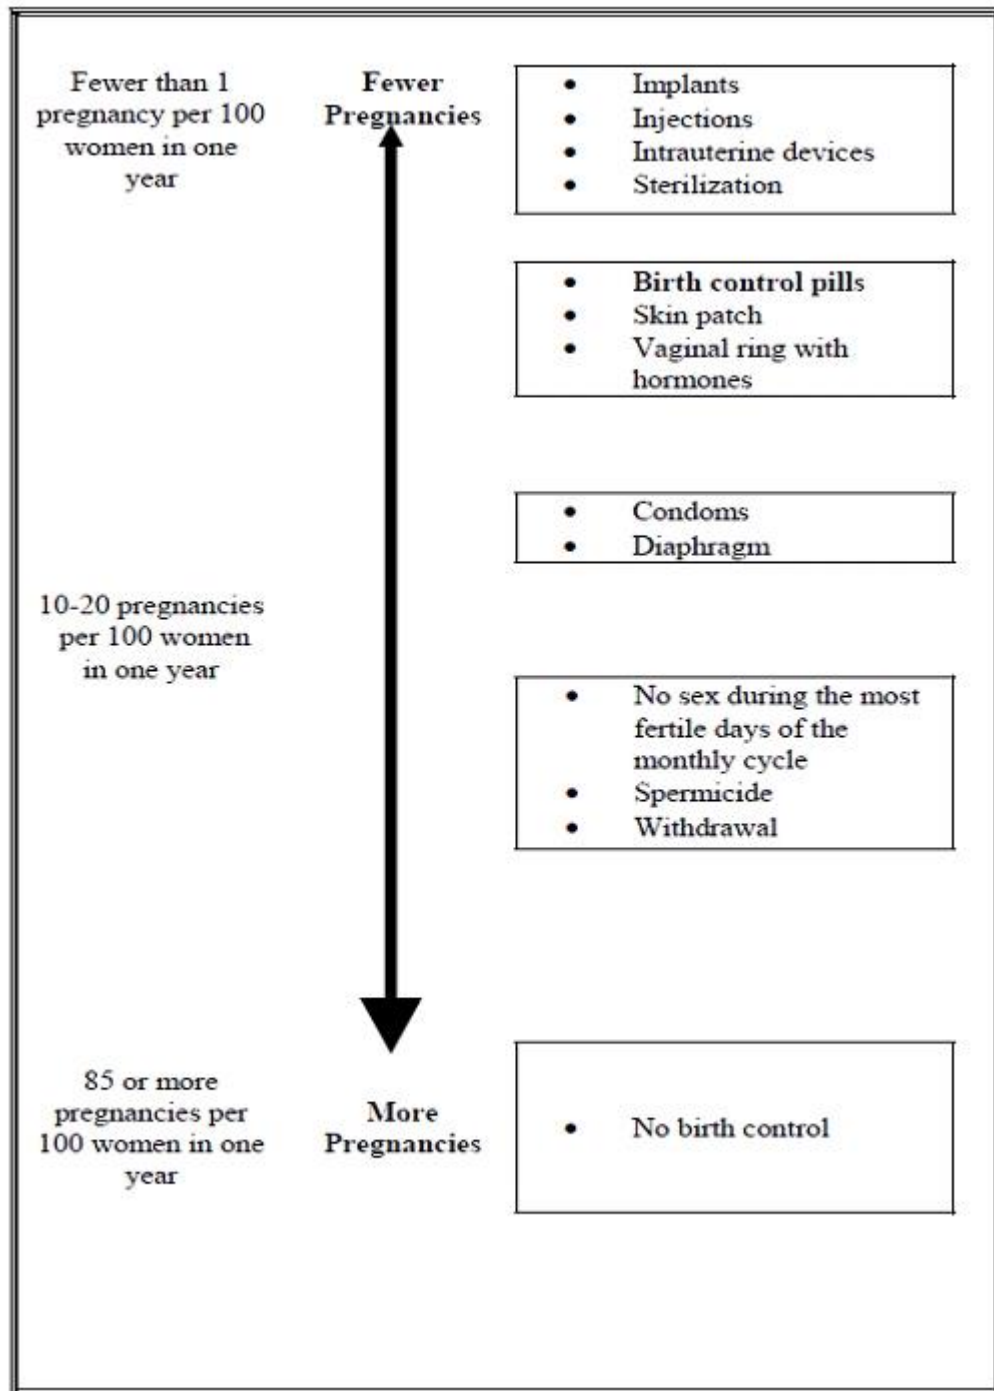 Fewer than 1
pregnancy per 100
women in one
year
Fewer
Pregnancies
• Implants
• Injections
• Intrauterine devices
• Sterilization
• Birth control pills
• Skin patch
• Vaginal ring with
hormones
• Condoms
• Diaphragm
10-20 pregnancies
per 100 women
in one year
• No sex during the most
fertile days of the
monthly cycle
• Spermicide
• Withdrawal
85 or more
pregnancies per
100 women in one
year
More
Pregnancies
• No birth control